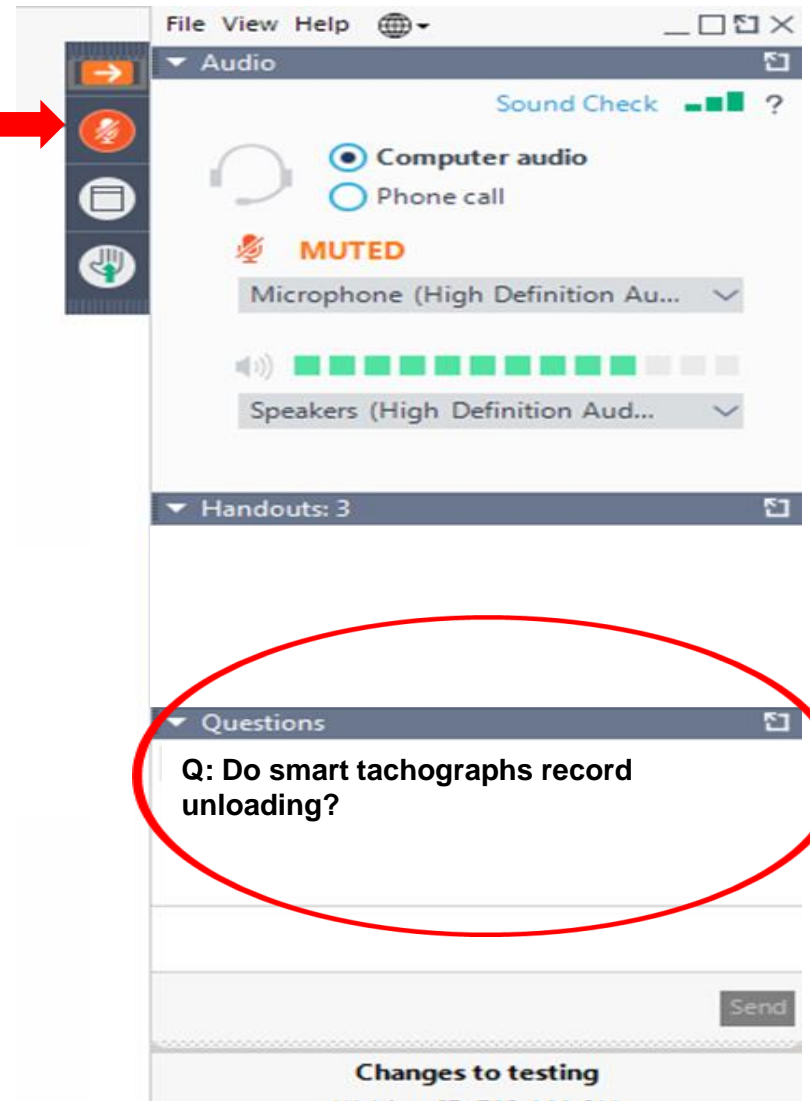 File View Help
Audio
Sound Check ?
Computer audio
Phone call
MUTED
Microphone (High Definition Au...
Speakers (High Definition Aud...
Handouts: 3
Questions
Q: Do smart tachographs record
unloading?
Send
Changes to testing